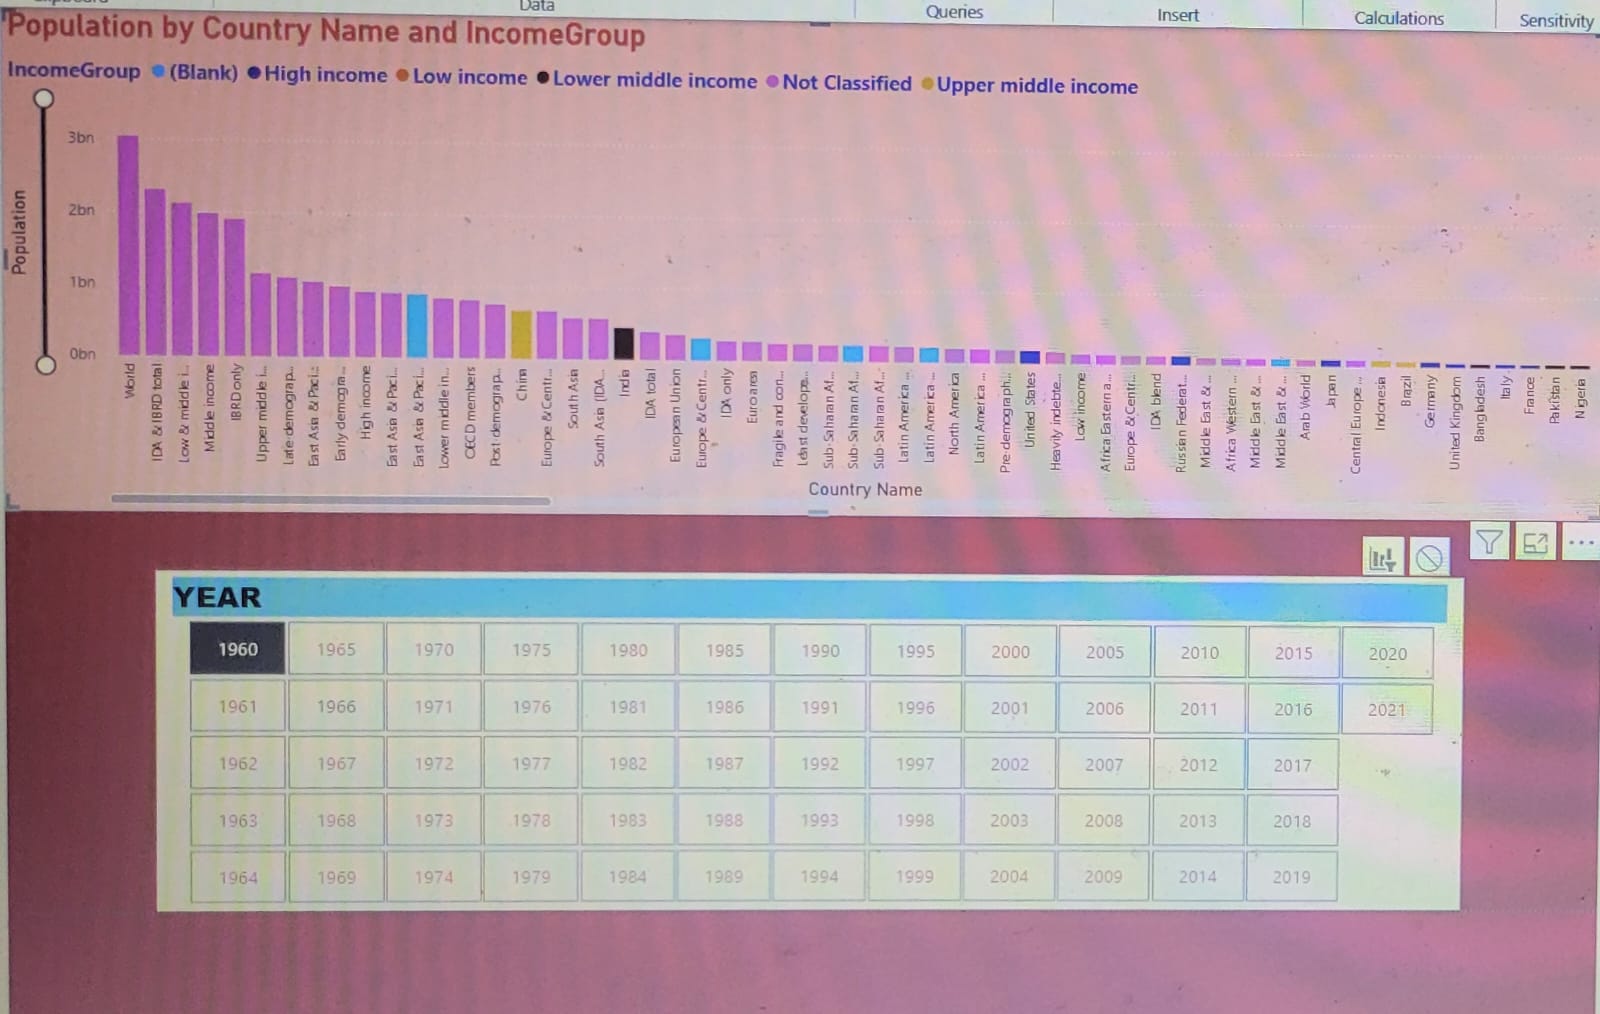 Data
Queries
Insert
Calculations
Sensitivity
Population by Country Name and IncomeGroup
IncomeGroup (Blank) High income Low income Lower middle income Not Classified Upper middle income
Population
3bn
2bn
1bn
0bn
World
IDA & IBRD total
Low & middle i...
Middle income
IBRD only
Upper middle i...
Late-demograp...
East Asia & Paci...
Early-demogra...
High income
East Asia & Paci...
East Asia & Paci...
Lower middle in...
OECD members
Post-demograp...
China
Europe & Centr...
South Asia
South Asia (IDA...
India
IDA total
European Union
Europe & Centr...
IDA only
Euro area
Fragile and con...
Least develope...
Sub-Saharan Af...
Sub-Saharan Af...
Sub-Saharan Af...
Latin America ...
Latin America ...
North America
Latin America ...
Pre-demograph...
United States
Heavily indebte...
Low income
Africa Eastern a...
Europe & Centr...
IDA blend
Russian Federat...
Middle East & ...
Africa Western ...
Middle East & ...
Middle East & ...
Arab World
Japan
Central Europe ...
Indonesia
Brazil
Germany
United Kingdom
Bangladesh
Italy
France
Pakistan
Nigeria
Country Name
YEAR
1960 1965 1970 1975 1980 1985 1990 1995 2000 2005 2010 2015 2020
1961 1966 1971 1976 1981 1986 1991 1996 2001 2006 2011 2016 2021
1962 1967 1972 1977 1982 1987 1992 1997 2002 2007 2012 2017
1963 1968 1973 1978 1983 1988 1993 1998 2003 2008 2013 2018
1964 1969 1974 1979 1984 1989 1994 1999 2004 2009 2014 2019